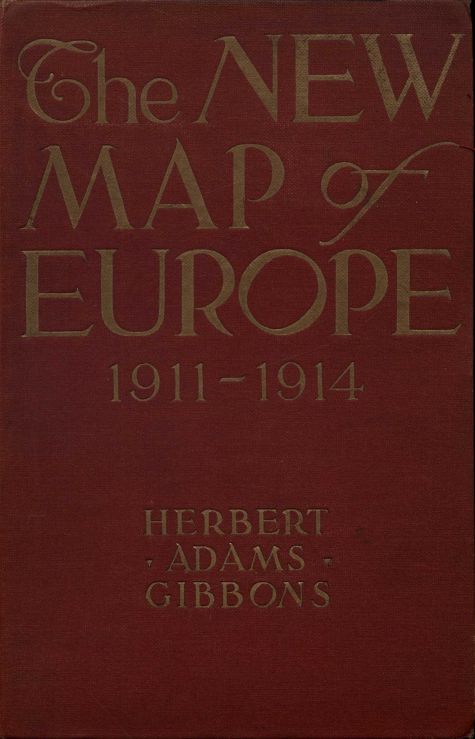 The NEW
MAP of
EUROPE
1911-1914
HERBERT
· ADAMS ·
GIBBONS